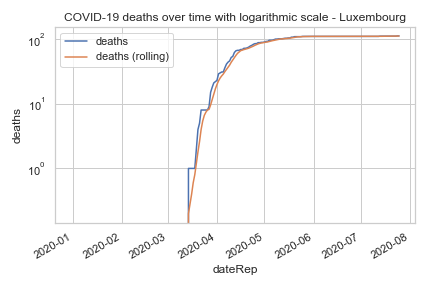 COVID-19 deaths over time with logarithmic scale - Luxembourg
deaths
deaths (rolling)
10²
10¹
10⁰
deaths
2020-01
2020-02
2020-03
2020-04
2020-05
2020-06
2020-07
2020-08
dateRep